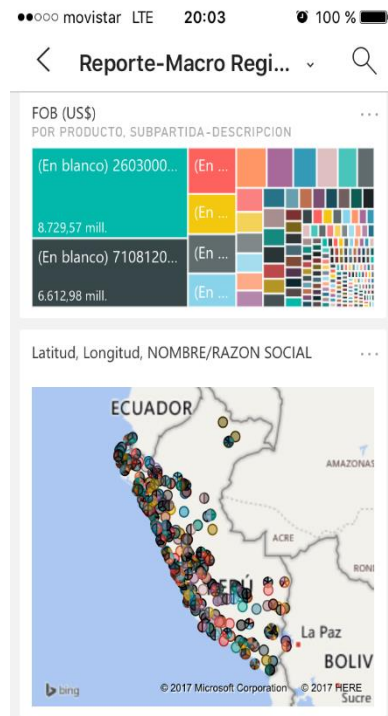 movistar LTE 20:03 100 %
Reporte-Macro Regi...
FOB (US$)
POR PRODUCTO, SUBPARTIDA-DESCRIPCION
(En blanco) 2603000...
(En ...
8.729,57 mill.
(En ...
(En blanco) 7108120...
(En ...
6.612,98 mill.
(En ...
Latitud, Longitud, NOMBRE/RAZON SOCIAL
ECUADOR
AMAZONAS
ACRE
RON
PERÚ
La Paz
BOLIV
bing
© 2017 Microsoft Corporation © 2017 HERE
Sucre